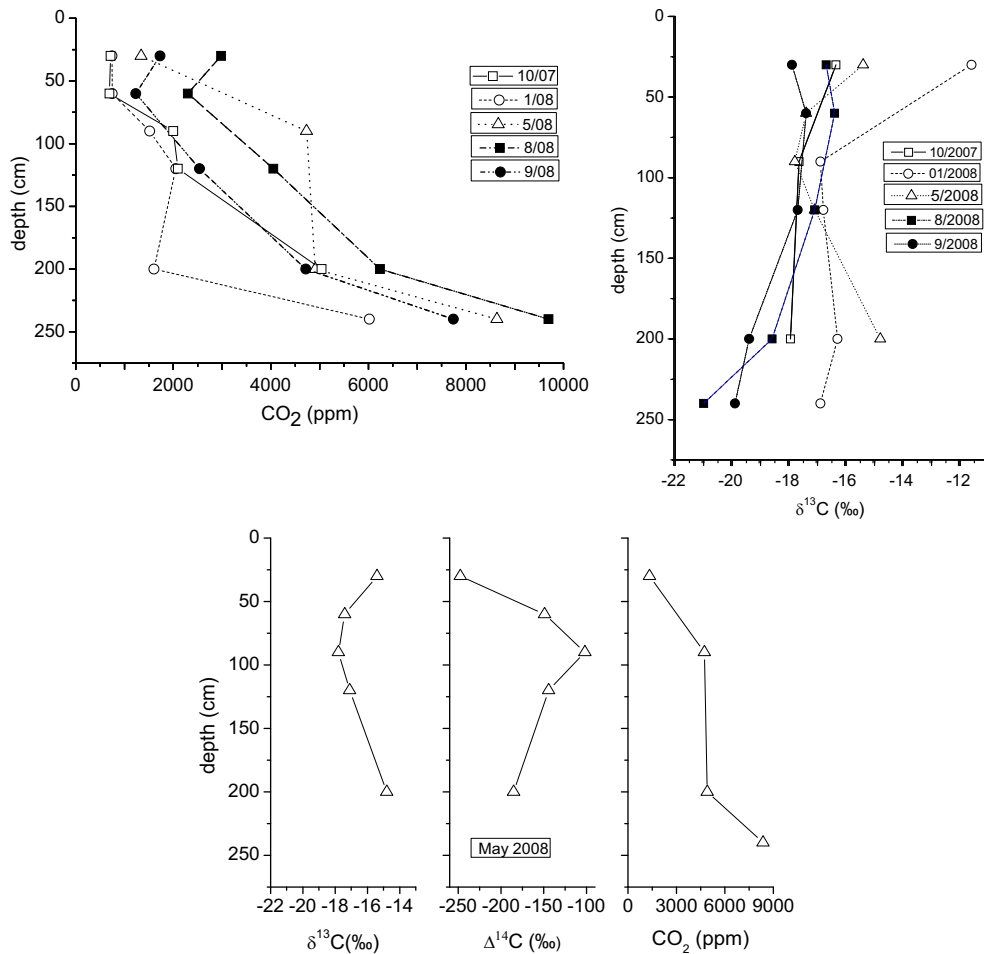 0
50
100
150
200
250
depth (cm)
0 2000 4000 6000 8000 10000
CO2 (ppm)
10/07
1/08
5/08
8/08
9/08
0
50
100
150
200
250
depth (cm)
-22 -20 -18 -16 -14 -12
δ13C (‰)
10/2007
01/2008
5/2008
8/2008
9/2008
0
50
100
150
200
250
depth (cm)
-22 -20 -18 -16 -14
δ13C(‰)
May 2008
-250 -200 -150 -100
Δ14C (‰)
0 3000 6000 9000
CO2 (ppm)